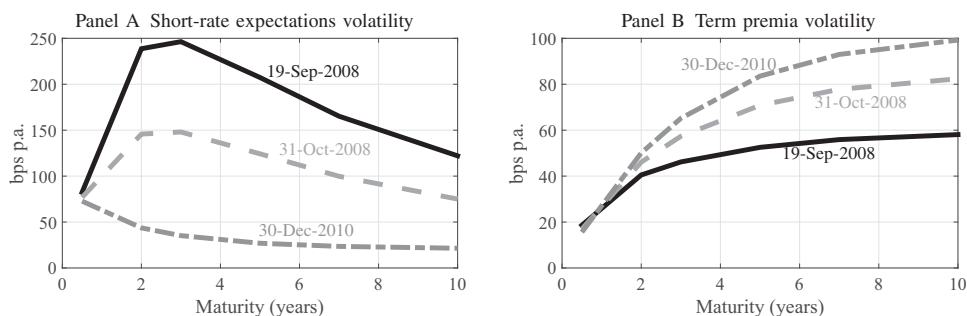 Panel A Short-rate expectations volatility
250
200
150
100
50
0
bps p.a.
19-Sep-2008
31-Oct-2008
30-Dec-2010
0 2 4 6 8 10
Maturity (years)
Panel B Term premia volatility
100
80
60
40
20
0
bps p.a.
30-Dec-2010
31-Oct-2008
19-Sep-2008
0 2 4 6 8 10
Maturity (years)